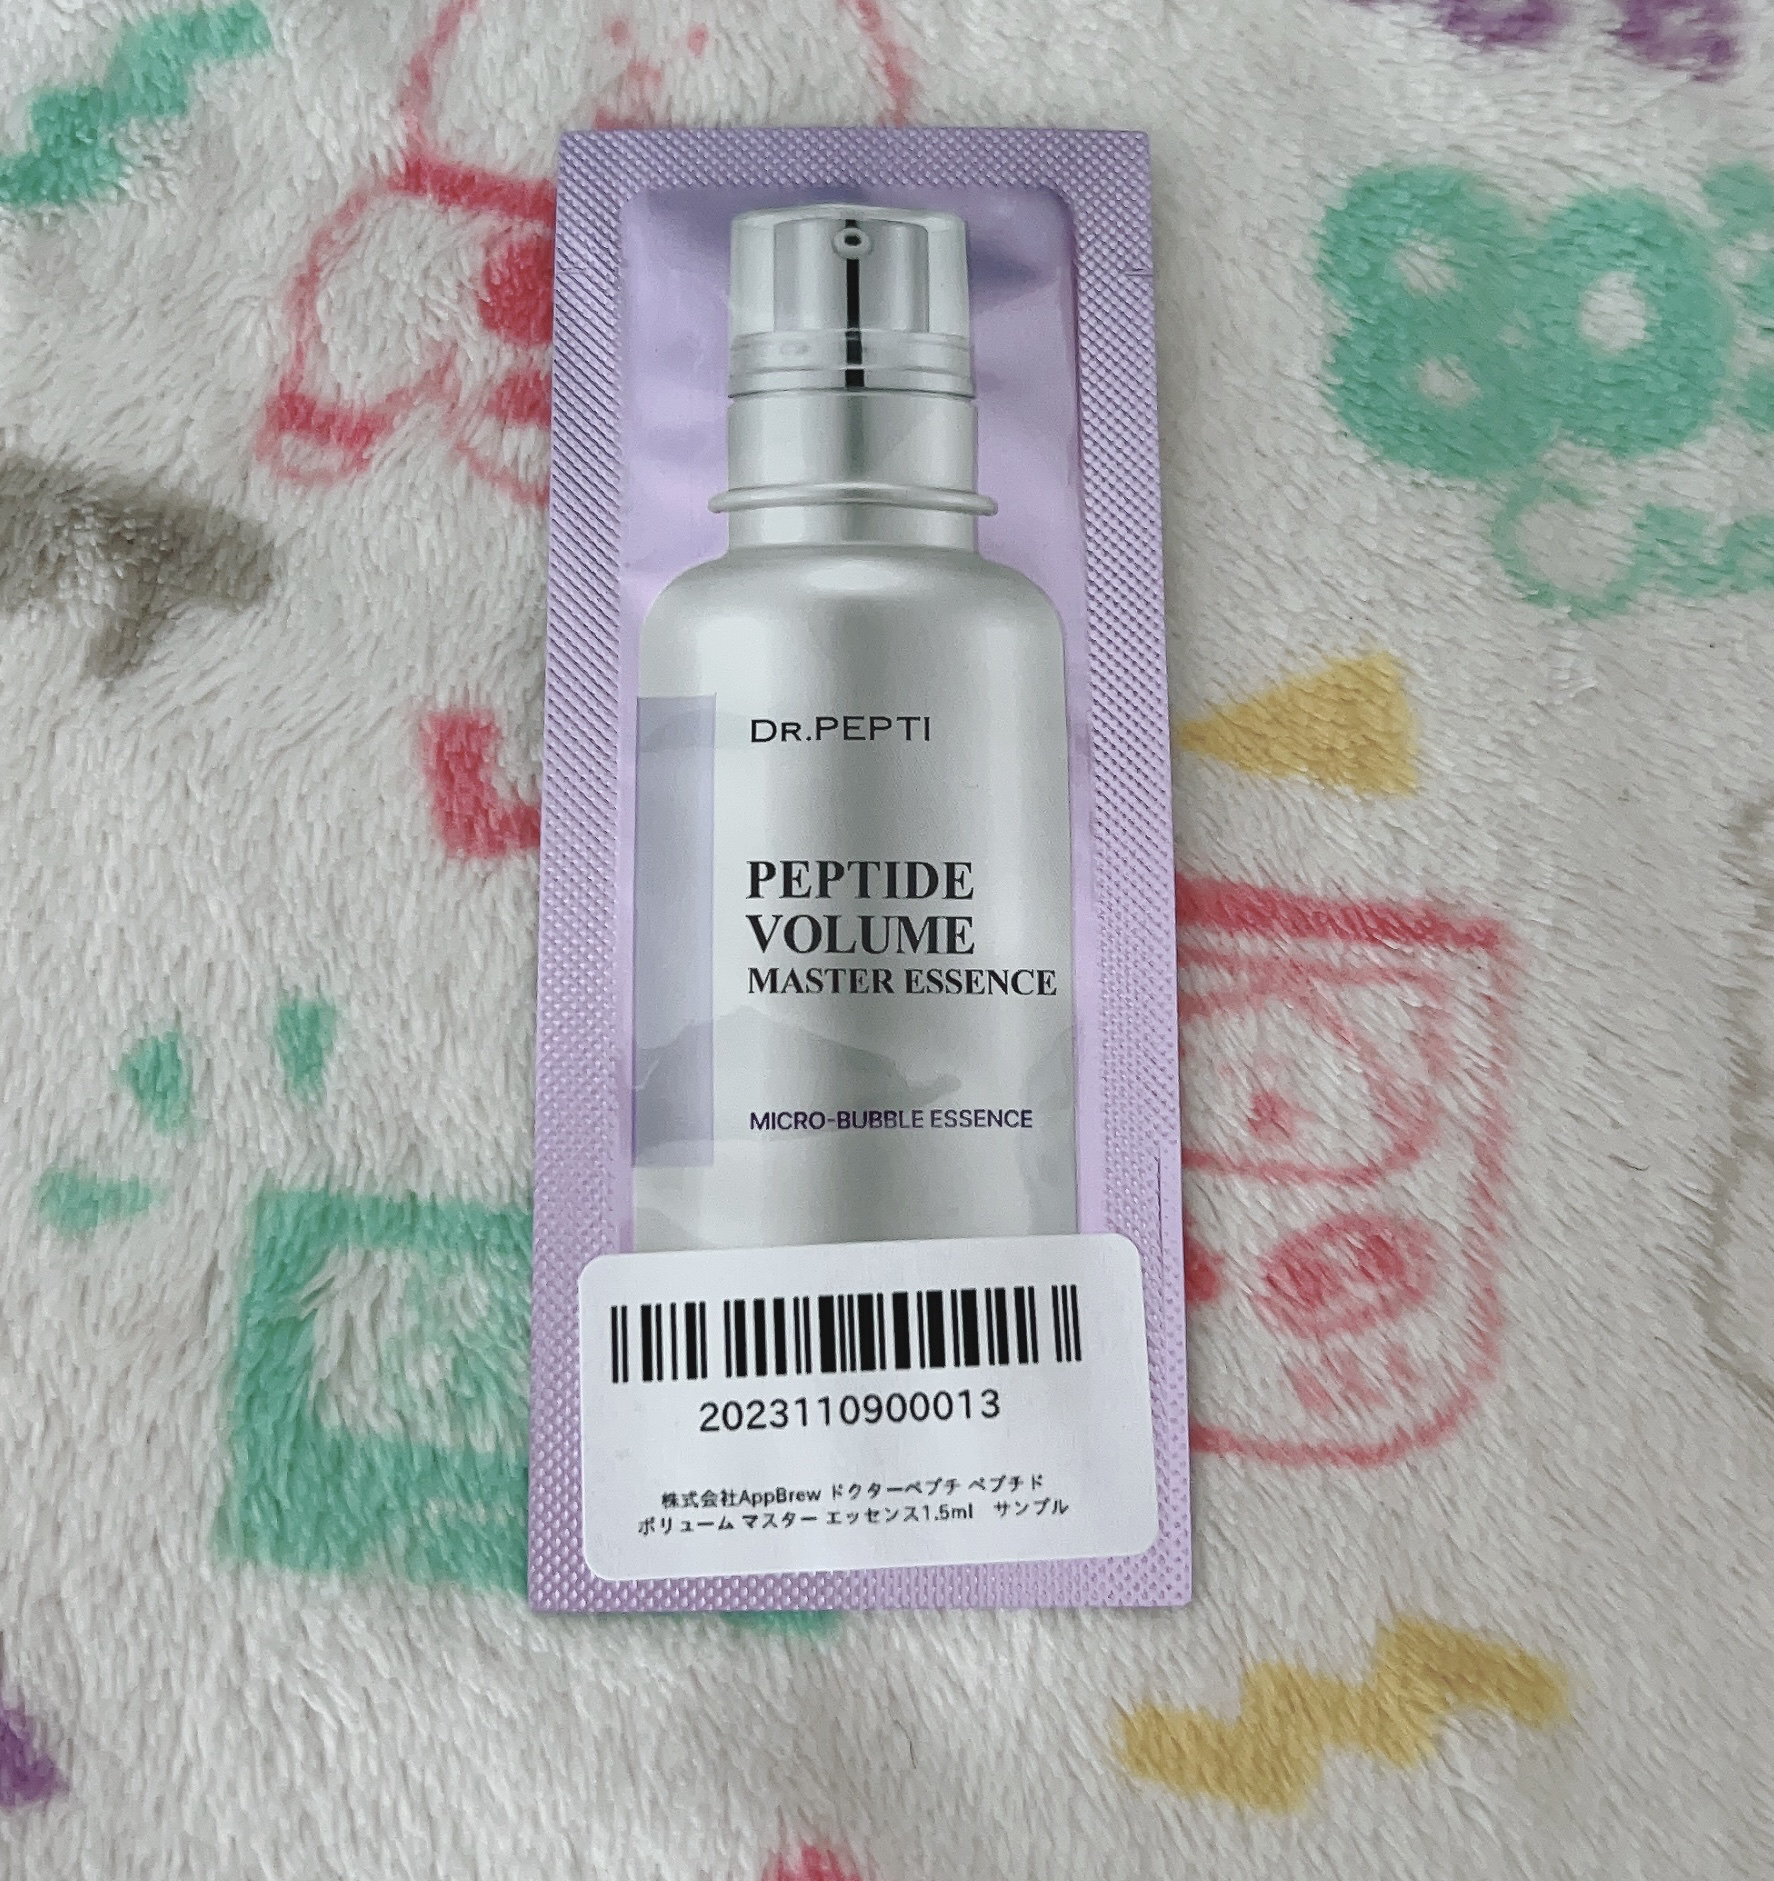 DR.PEPTI
PEPTIDE
VOLUME
MASTER ESSENCE
MICRO-BUBBLE ESSENCE
2023110900013
株式会社AppBrew ドクターペプチ ペプチド
ボリューム マスター エッセンス1.5ml　サンプル